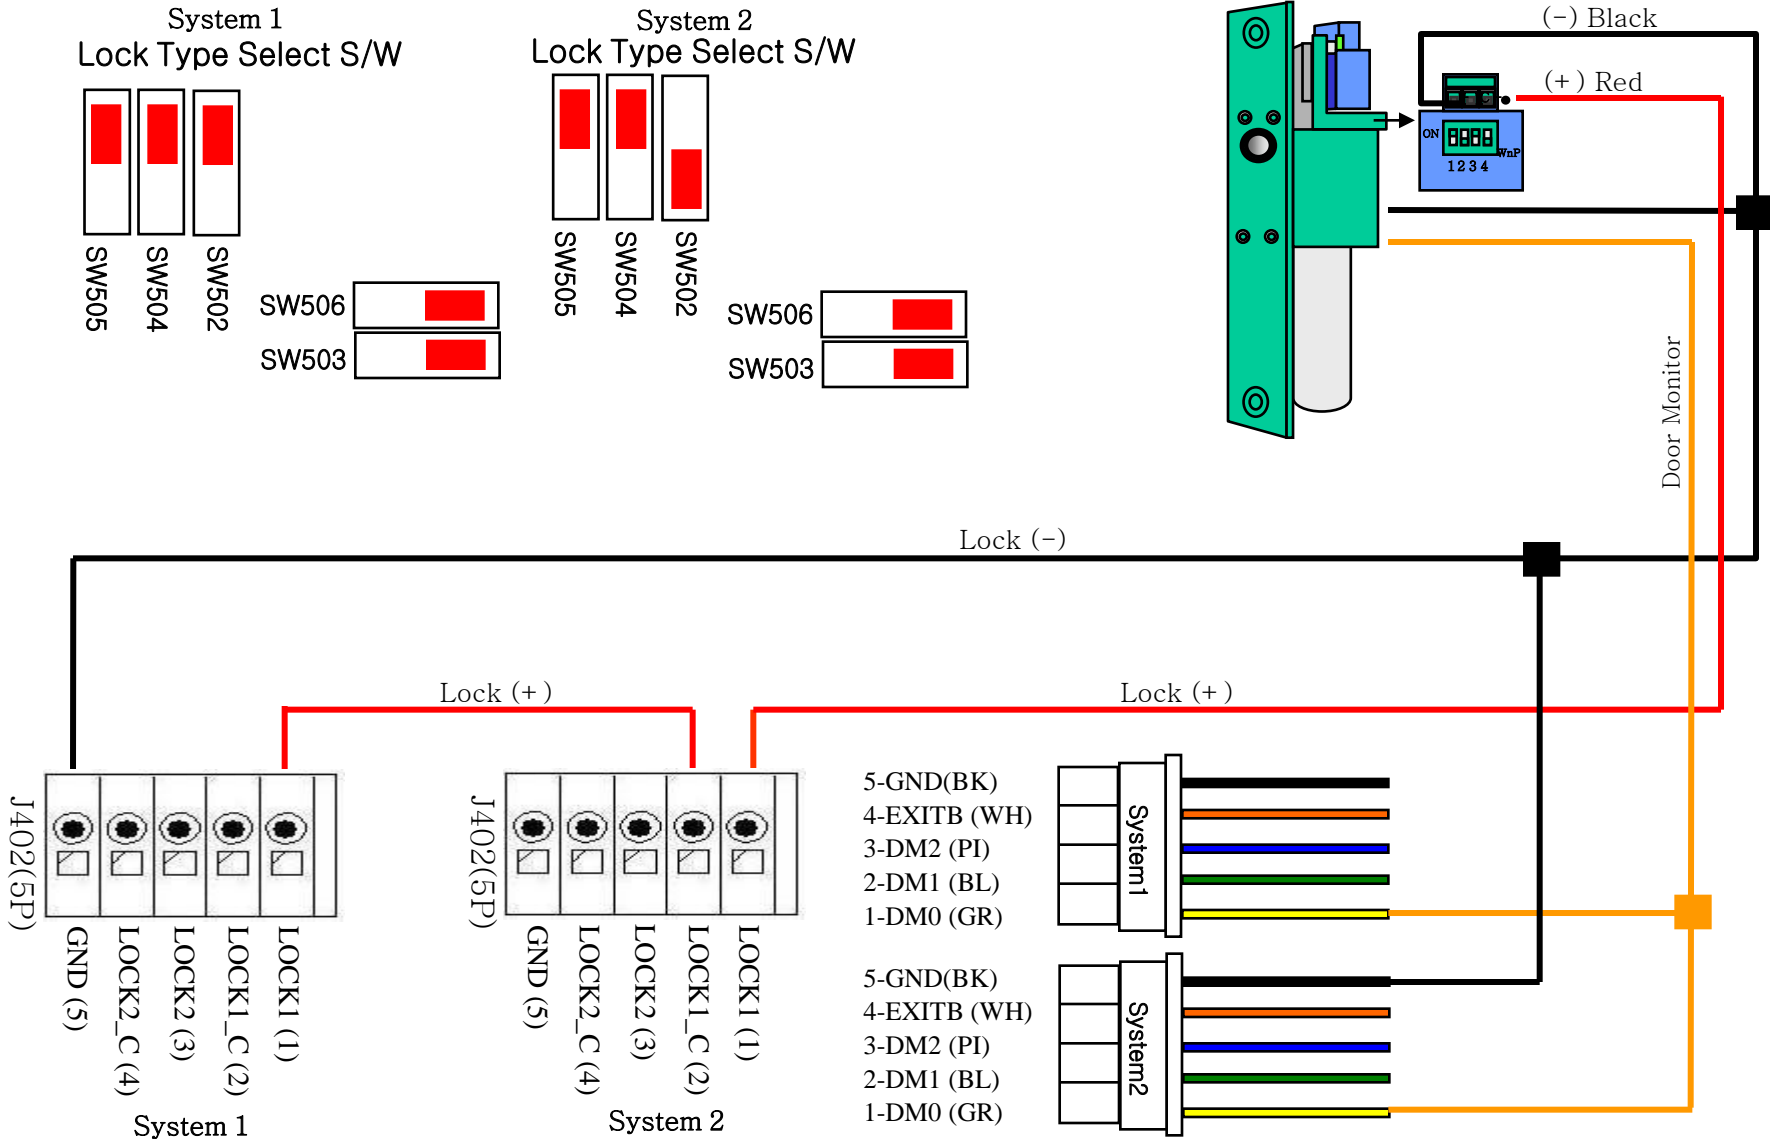 System 1
Lock Type Select S/W
SW505
SW504
SW502
SW506
SW503
System 2
Lock Type Select S/W
SW505
SW504
SW502
SW506
SW503
(-) Black
(+) Red
ON
WnP
1 2 3 4
Door Monitor
Lock (-)
Lock (+)
Lock (+)
J402(5P)
GND (5)
LOCK2_C (4)
LOCK2 (3)
LOCK1_C (2)
LOCK1 (1)
System 1
J402(5P)
GND (5)
LOCK2_C (4)
LOCK2 (3)
LOCK1_C (2)
LOCK1 (1)
System 2
5-GND(BK)
4-EXITB (WH)
3-DM2 (PI)
2-DM1 (BL)
1-DM0 (GR)
System1
5-GND(BK)
4-EXITB (WH)
3-DM2 (PI)
2-DM1 (BL)
1-DM0 (GR)
System2